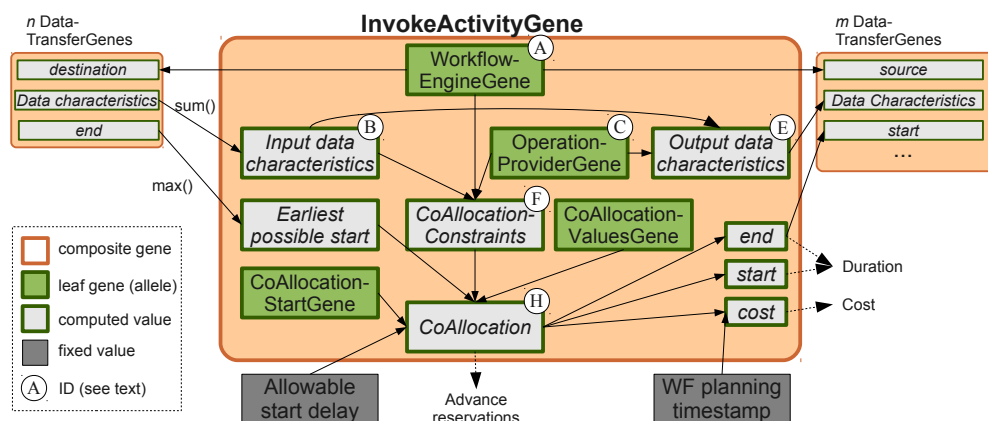 InvokeActivityGene
n Data-
TransferGenes
destination
Data characteristics
end
sum()
max()
A
Workflow-
EngineGene
m Data-
TransferGenes
source
Data Characteristics
start
...
B
Input data
characteristics
C
Operation-
ProviderGene
E
Output data
characteristics
Earliest
possible start
F
CoAllocation-
Constraints
CoAllocation-
ValuesGene
CoAllocation-
StartGene
H
CoAllocation
end
start
cost
Duration
Cost
composite gene
leaf gene (allele)
computed value
fixed value
A ID (see text)
Allowable
start delay
Advance
reservations
WF planning
timestamp